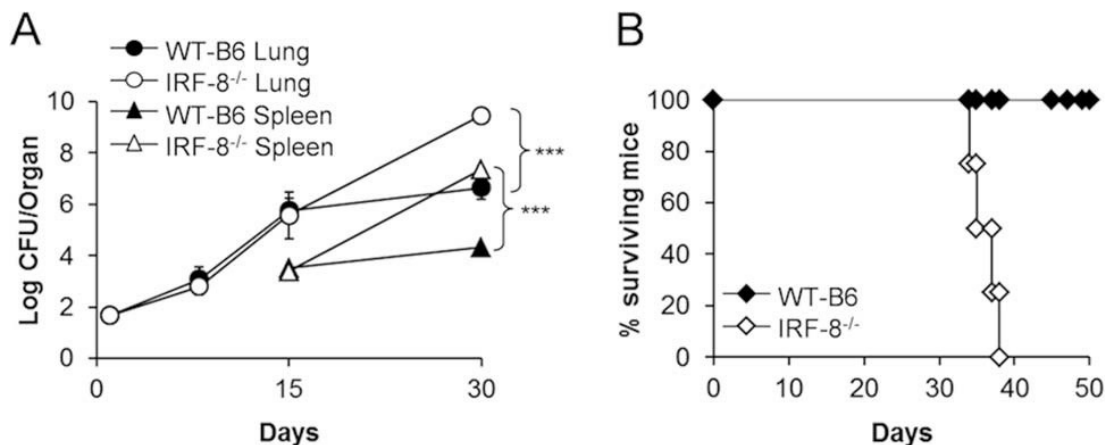 A
WT-B6 Lung
IRF-8-/- Lung
WT-B6 Spleen
IRF-8-/- Spleen
Log CFU/Organ
10
8
6
4
2
0
0 15 30
Days
***
***
B
% surviving mice
100
80
60
40
20
0
WT-B6
IRF-8-/-
0 10 20 30 40 50
Days